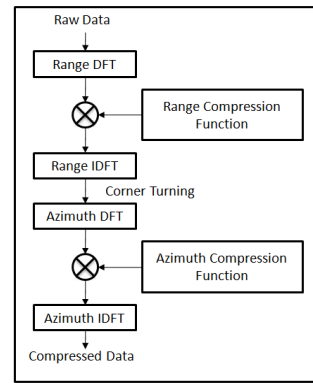 Raw Data
Range DFT
Range Compression
Function
Range IDFT
Corner Turning
Azimuth DFT
Azimuth Compression
Function
Azimuth IDFT
Compressed Data